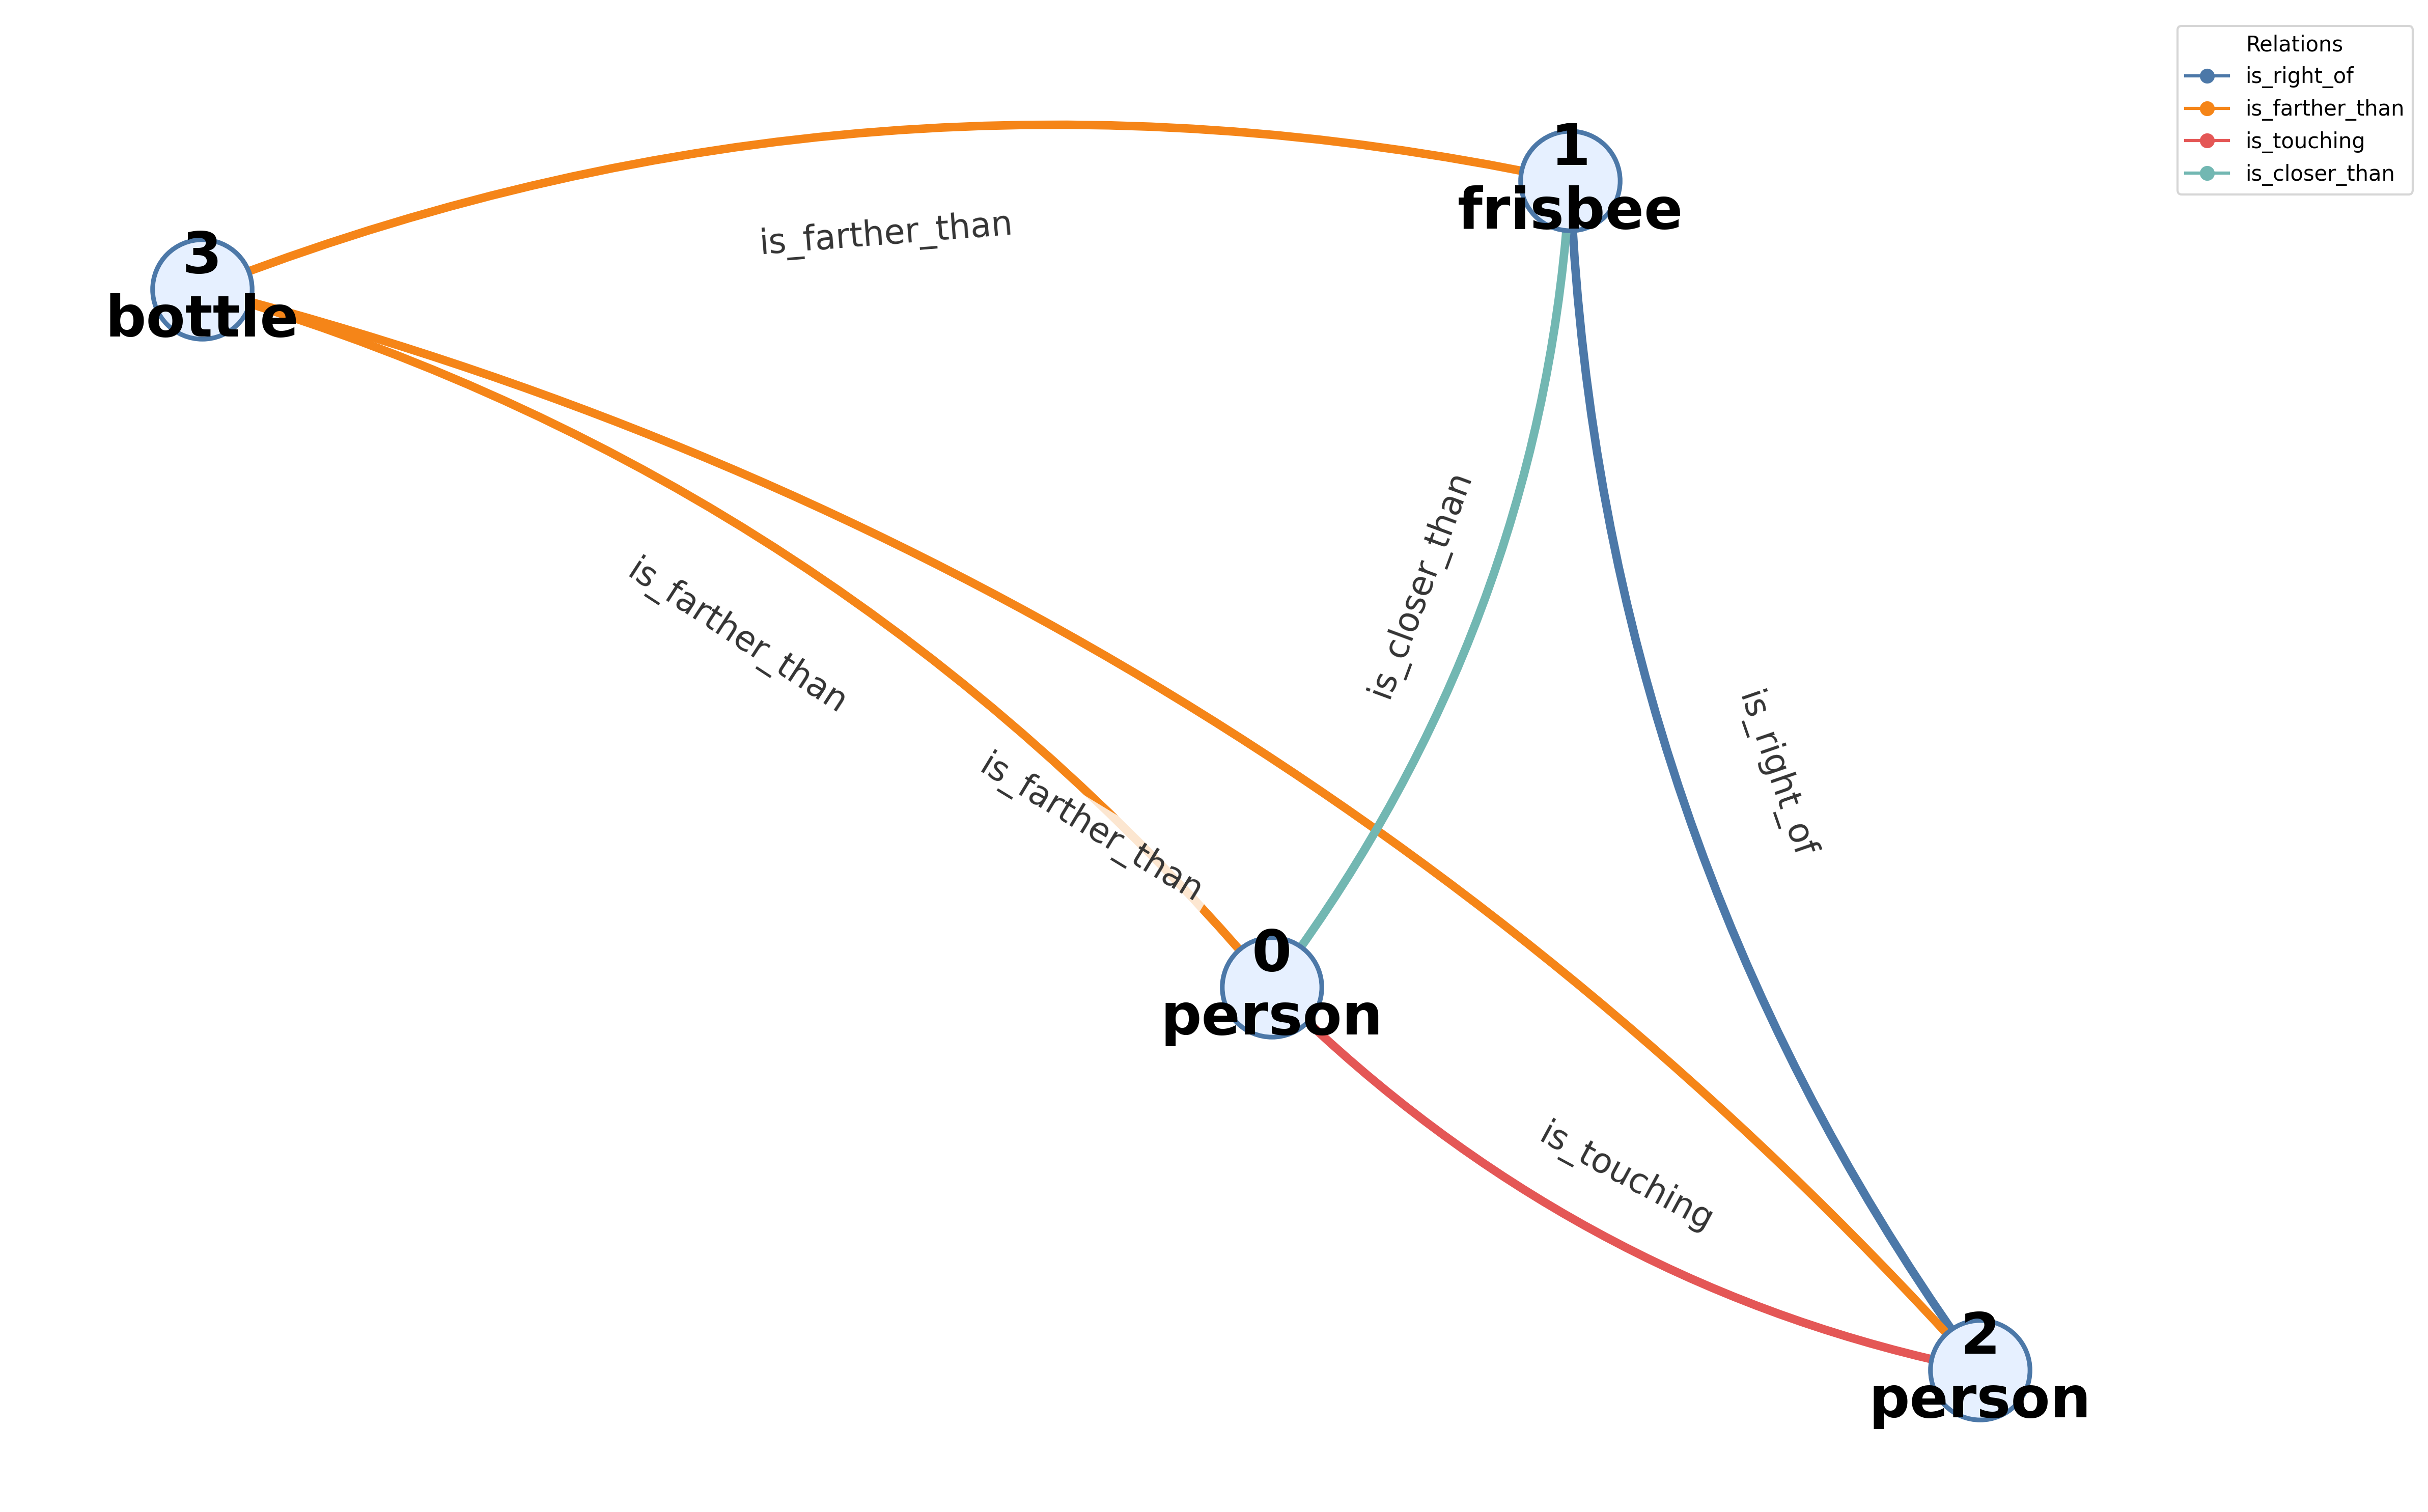 Relations
is_right_of
is_farther_than
is_touching
is_closer_than
1
frisbee
is_farther_than
3
bottle
is_closer_than
is_farther_than
is_right_of
is_farther_than
0
person
is_touching
2
person